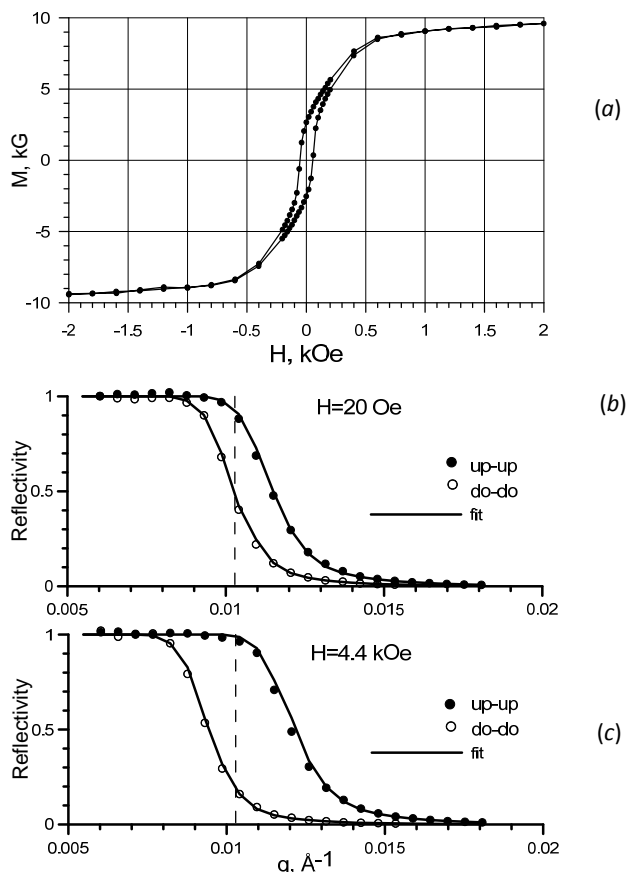 10
5
0
-5
-10
M, kG
-2 -1.5 -1 -0.5 0 0.5 1 1.5 2
H, kOe
(a)
1
0.5
0
Reflectivity
H=20 Oe
up-up
do-do
fit
0.005 0.01 0.015 0.02
(b)
1
0.5
0
Reflectivity
H=4.4 kOe
up-up
do-do
fit
0.005 0.01 0.015 0.02
q, Å-1
(c)